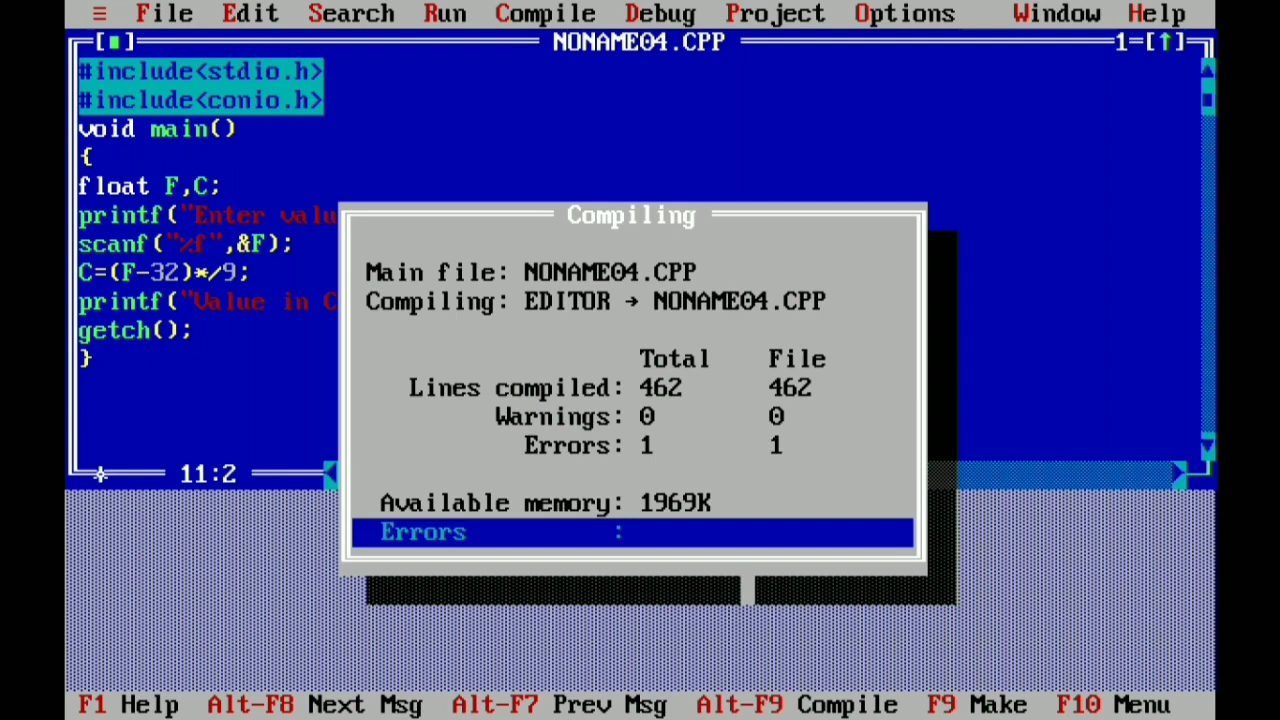 ≡ File Edit Search Run Compile Debug Project Options Window Help
[■] NONAME04.CPP 1=[↑]
#include<stdio.h>
#include<conio.h>
void main()
{
float F,C;
printf("Enter valu
scanf("%f",&F);
C=(F-32)*/9;
printf("Value in C
getch();
}
11:2
Compiling
Main file: NONAME04.CPP
Compiling: EDITOR → NONAME04.CPP
Total File
Lines compiled: 462 462
Warnings: 0 0
Errors: 1 1
Available memory: 1969K
Errors :
F1 Help Alt-F8 Next Msg Alt-F7 Prev Msg Alt-F9 Compile F9 Make F10 Menu